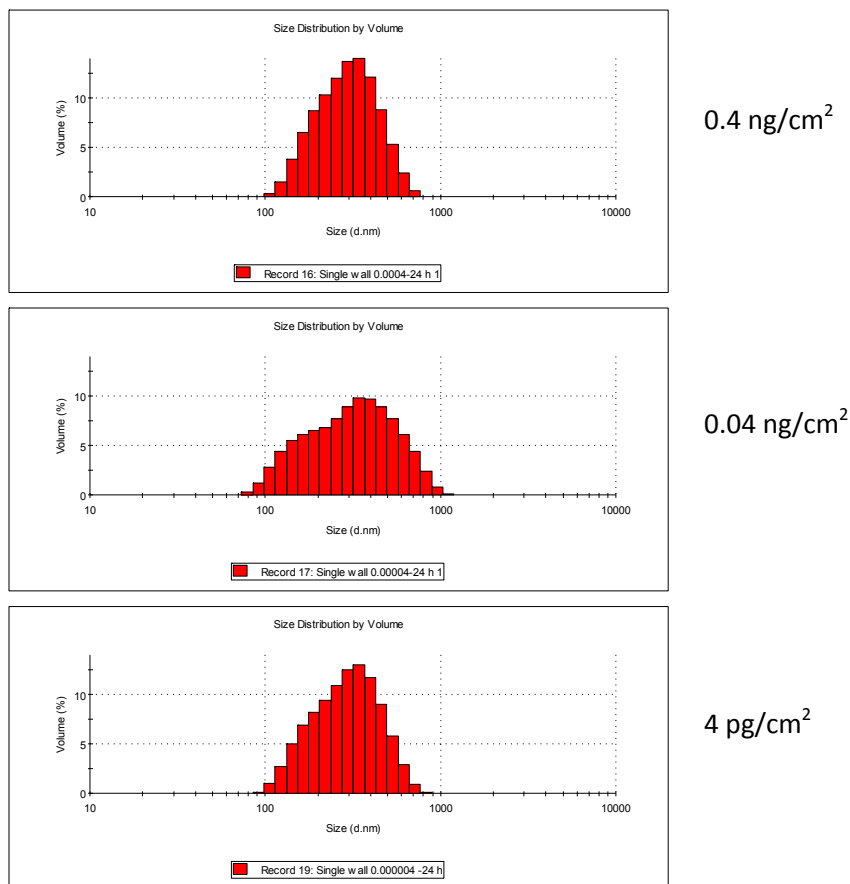 Size Distribution by Volume
Volume (%)
10
5
0
10 100 1000 10000
Size (d.nm)
Record 16: Single wall 0.0004-24 h 1
0.4 ng/cm²
Size Distribution by Volume
Volume (%)
10
5
0
10 100 1000 10000
Size (d.nm)
Record 17: Single wall 0.00004-24 h 1
0.04 ng/cm²
Size Distribution by Volume
Volume (%)
10
5
0
10 100 1000 10000
Size (d.nm)
Record 19: Single wall 0.000004 -24 h
4 pg/cm²